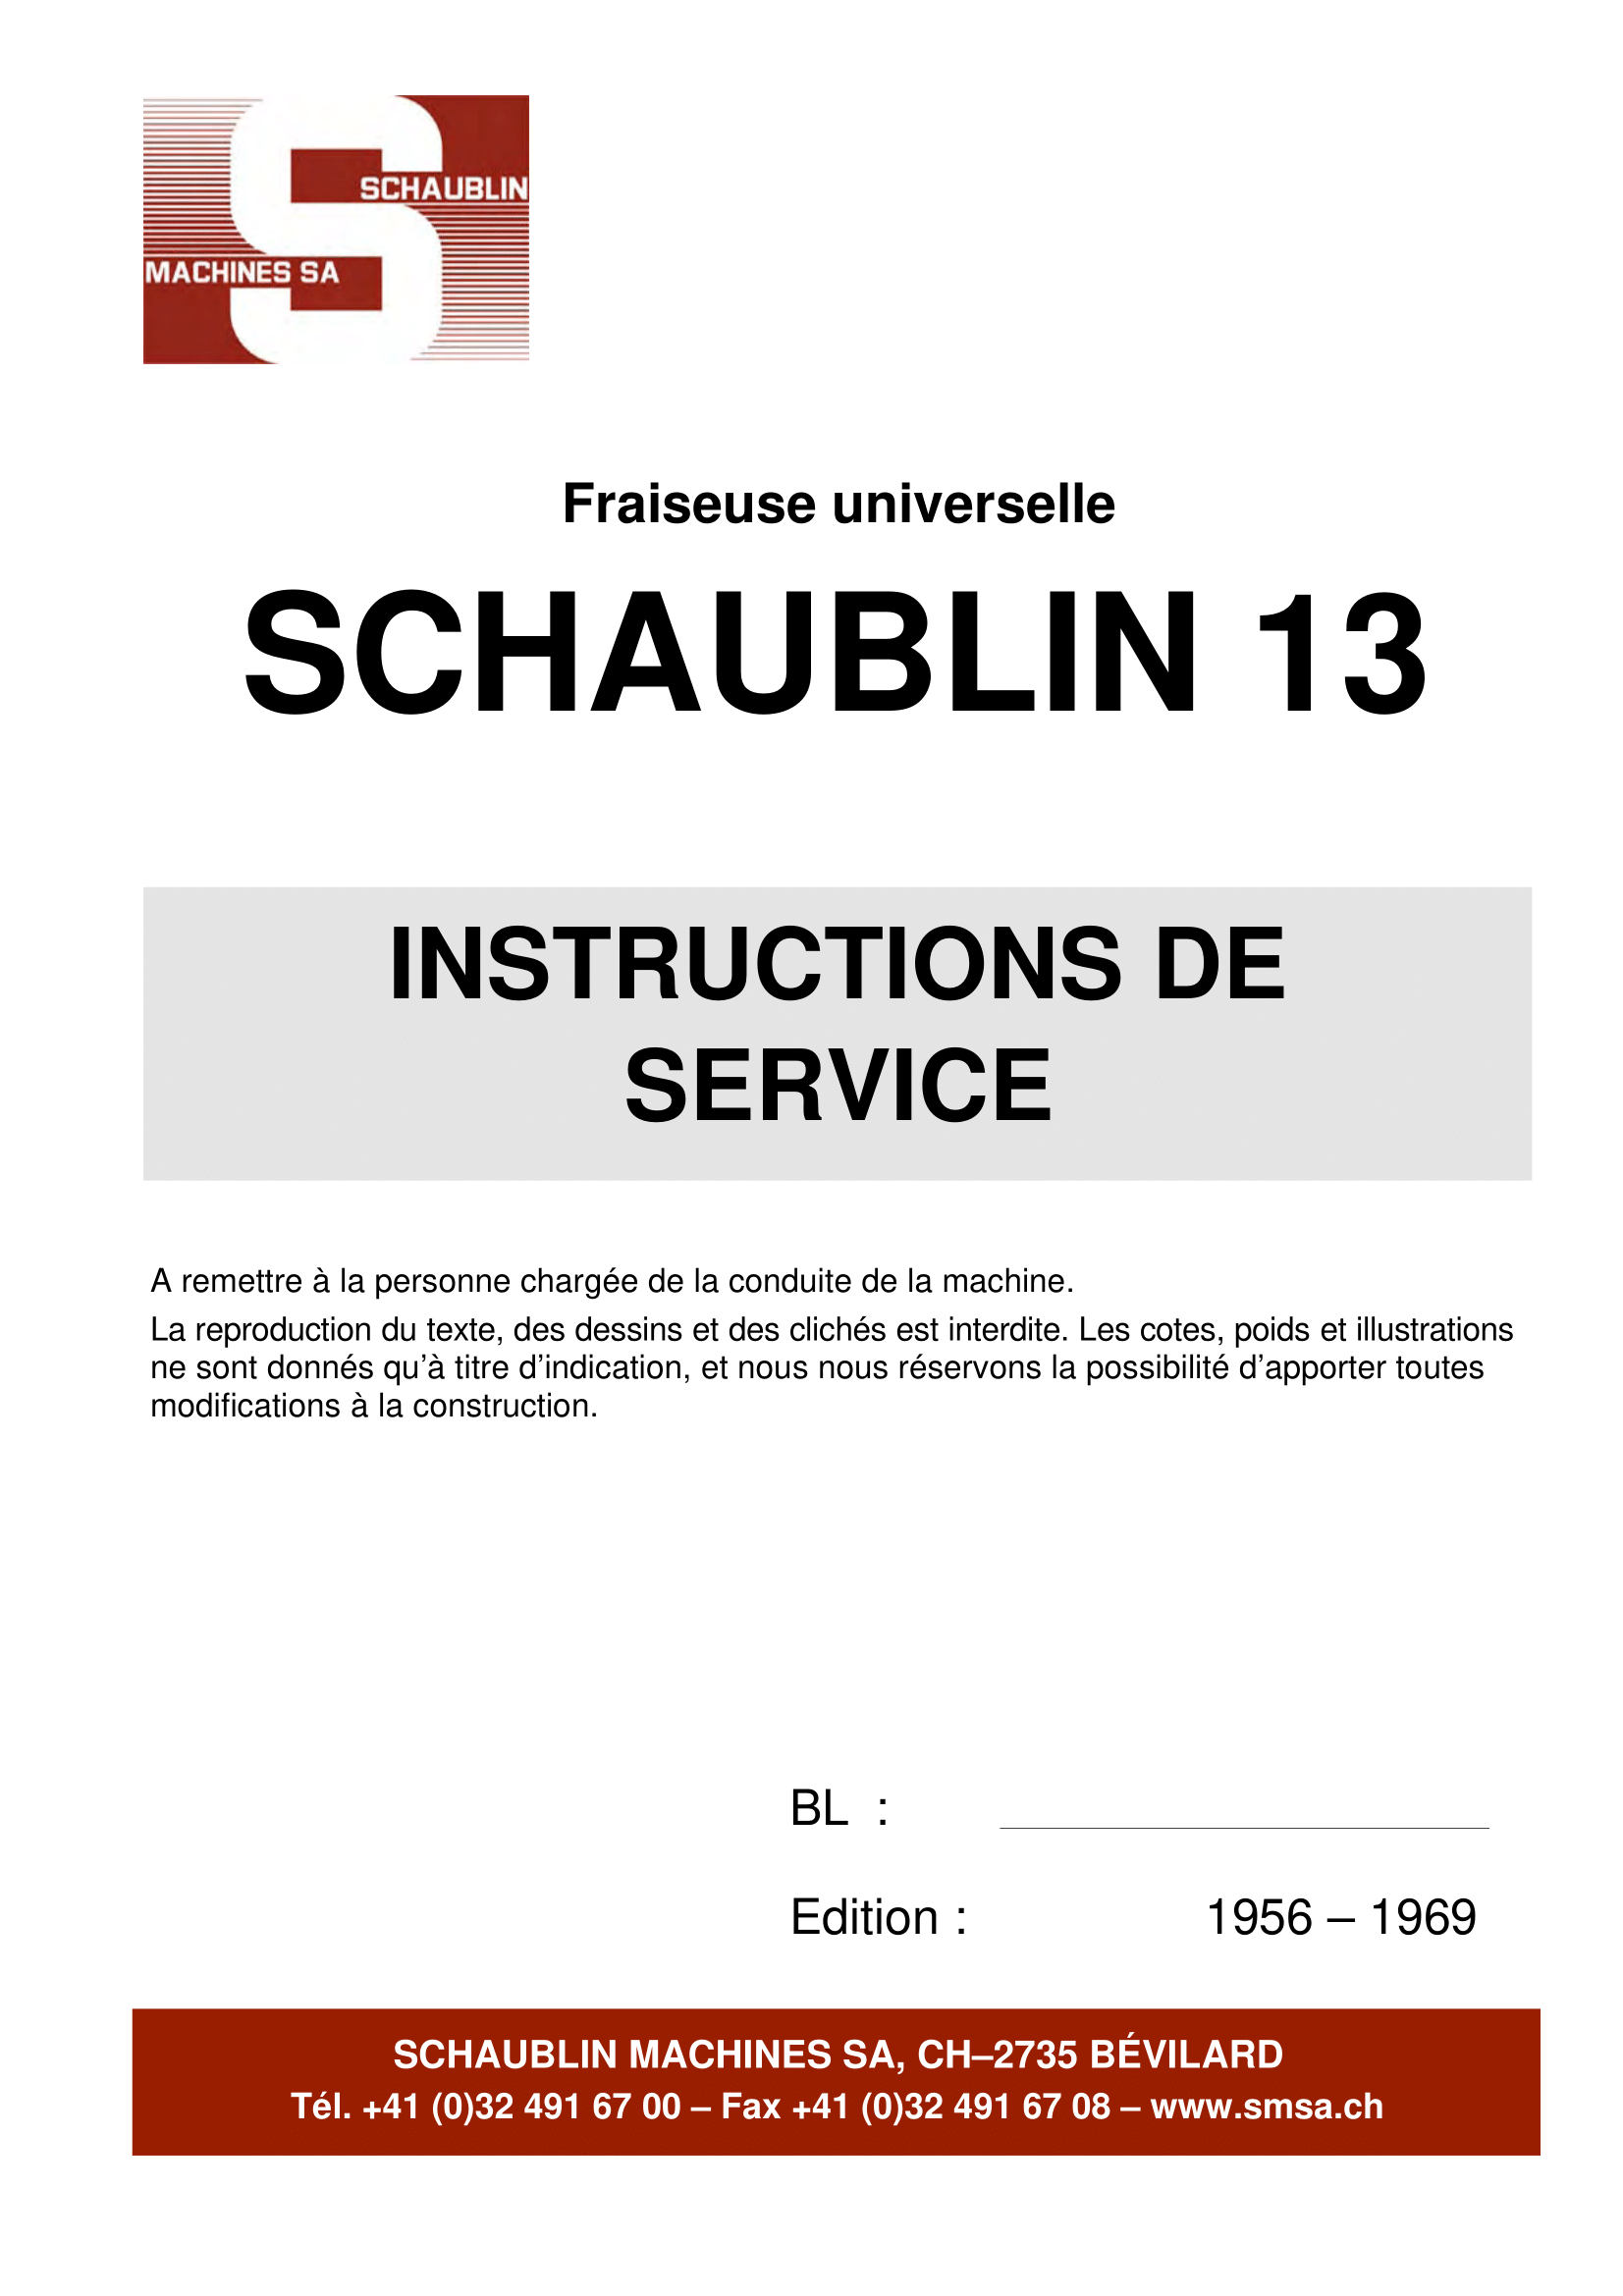 SCHAUBLIN
MACHINES SA
Fraiseuse universelle
SCHAUBLIN 13
INSTRUCTIONS DE
SERVICE
A remettre à la personne chargée de la conduite de la machine.
La reproduction du texte, des dessins et des clichés est interdite. Les cotes, poids et illustrations
ne sont donnés qu’à titre d’indication, et nous nous réservons la possibilité d’apporter toutes
modifications à la construction.
BL :
Edition : 1956 – 1969
SCHAUBLIN MACHINES SA, CH–2735 BÉVILARD
Tél. +41 (0)32 491 67 00 – Fax +41 (0)32 491 67 08 – www.smsa.ch